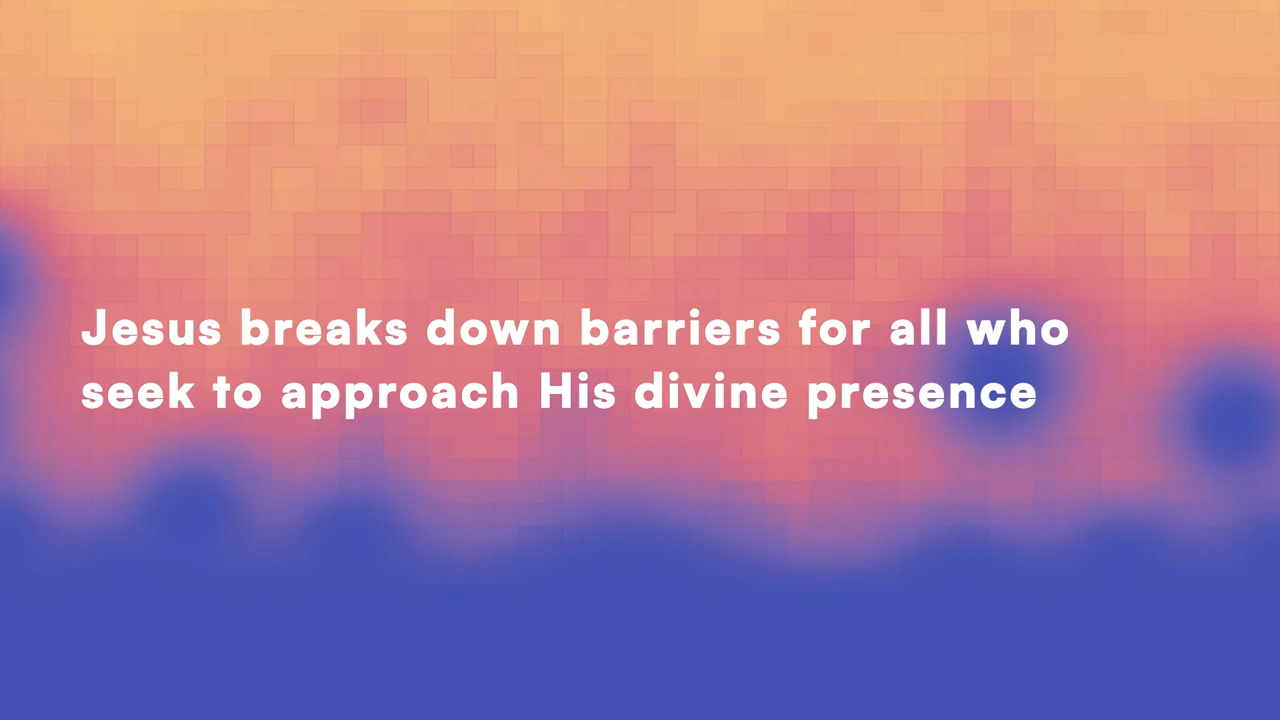 Jesus breaks down barriers for all who
seek to approach His divine presence